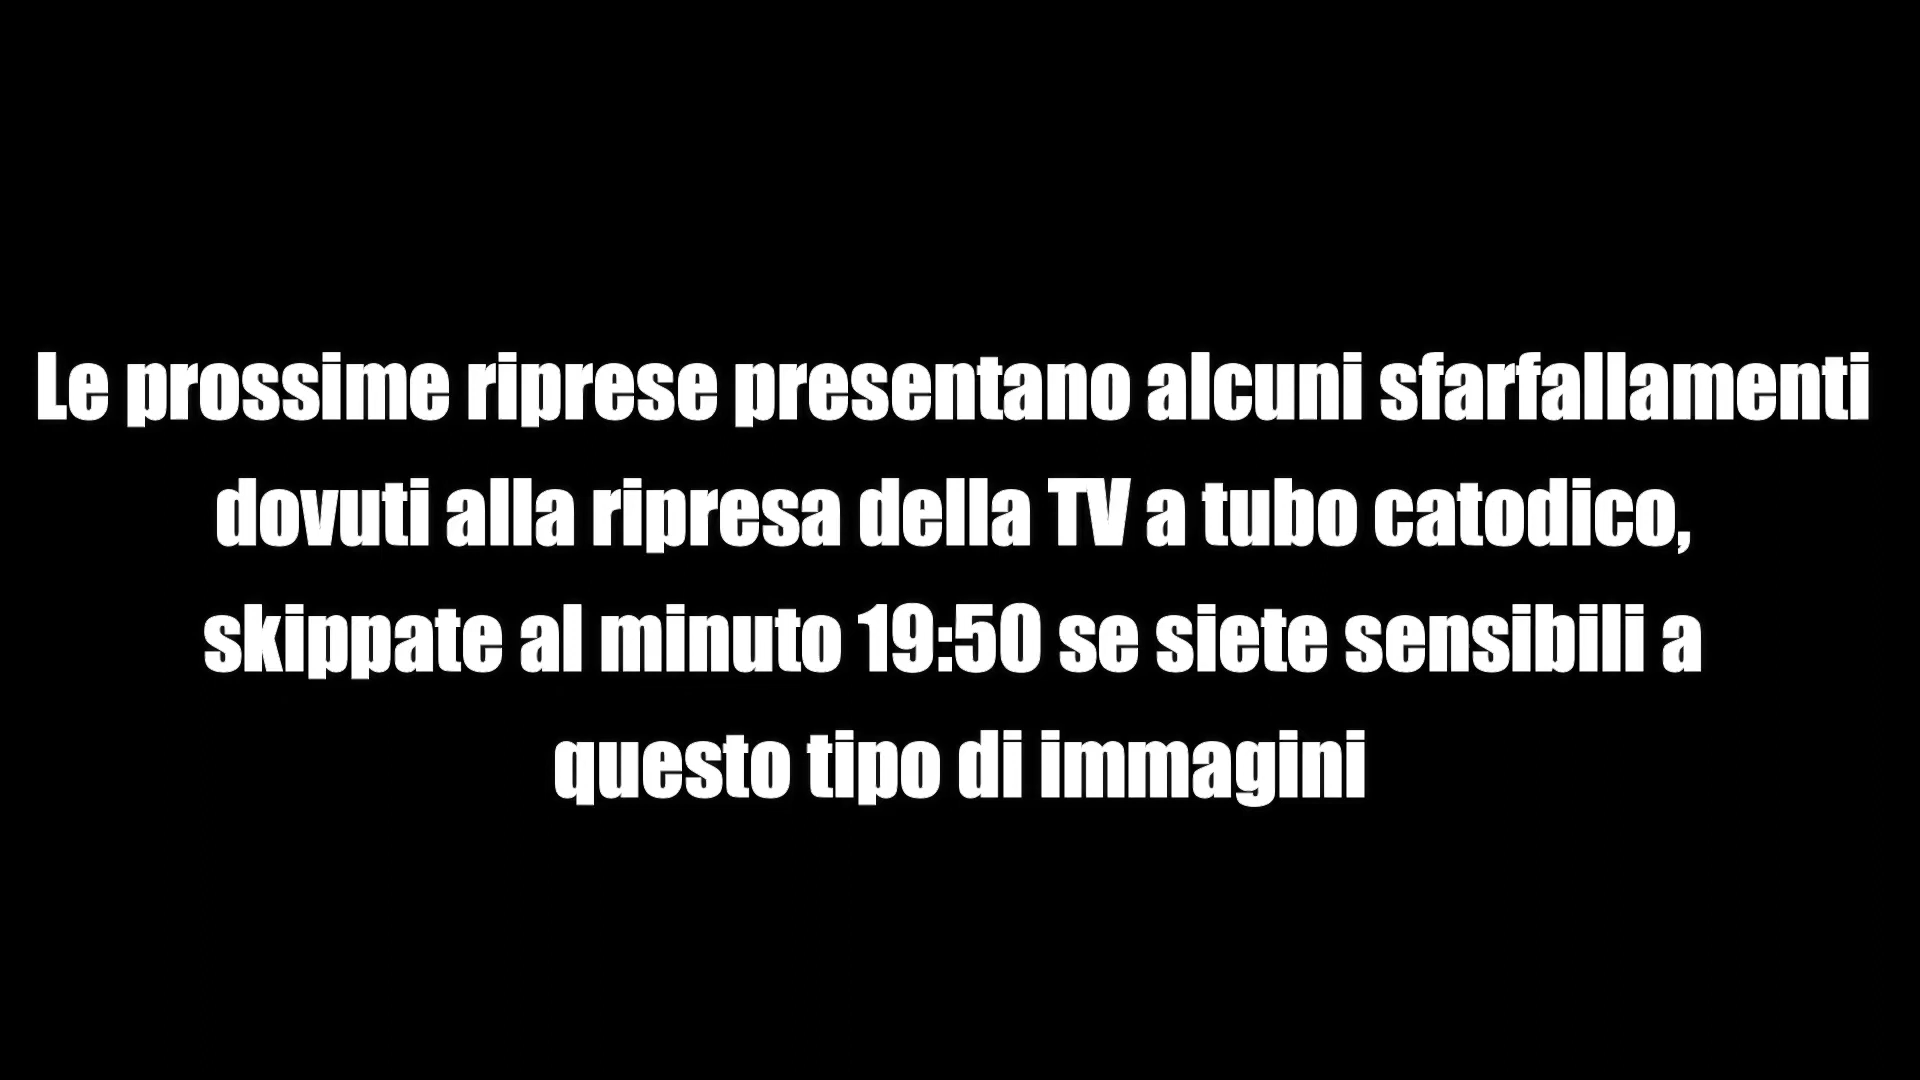 Le prossime riprese presentano alcuni sfarfallamenti
dovuti alla ripresa della TV a tubo catodico,
skippate al minuto 19:50 se siete sensibili a
questo tipo di immagini